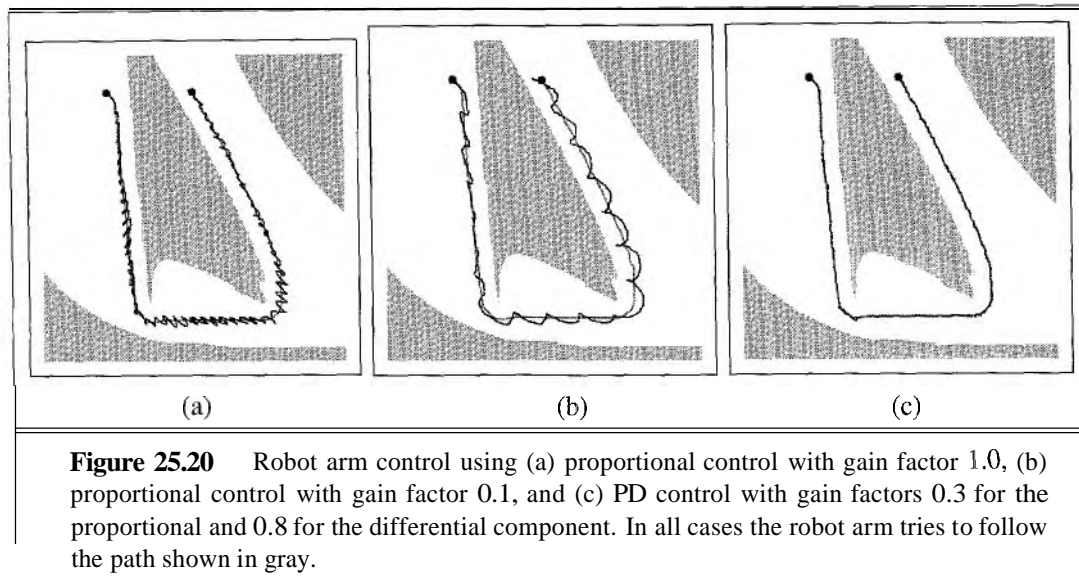 (a) (b) (c)
Figure 25.20 Robot arm control using (a) proportional control with gain factor 1.0, (b)
proportional control with gain factor 0.1, and (c) PD control with gain factors 0.3 for the
proportional and 0.8 for the differential component. In all cases the robot arm tries to follow
the path shown in gray.